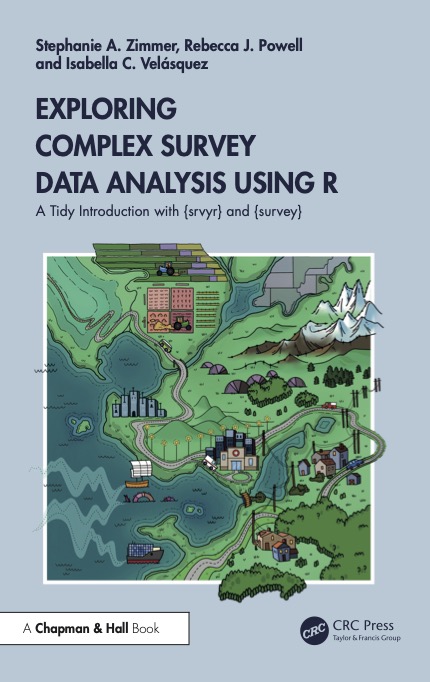 Stephanie A. Zimmer, Rebecca J. Powell
and Isabella C. Velásquez
EXPLORING
COMPLEX SURVEY
DATA ANALYSIS USING R
A Tidy Introduction with {srvyr} and {survey}
A Chapman & Hall Book
CRC
CRC Press
Taylor & Francis Group